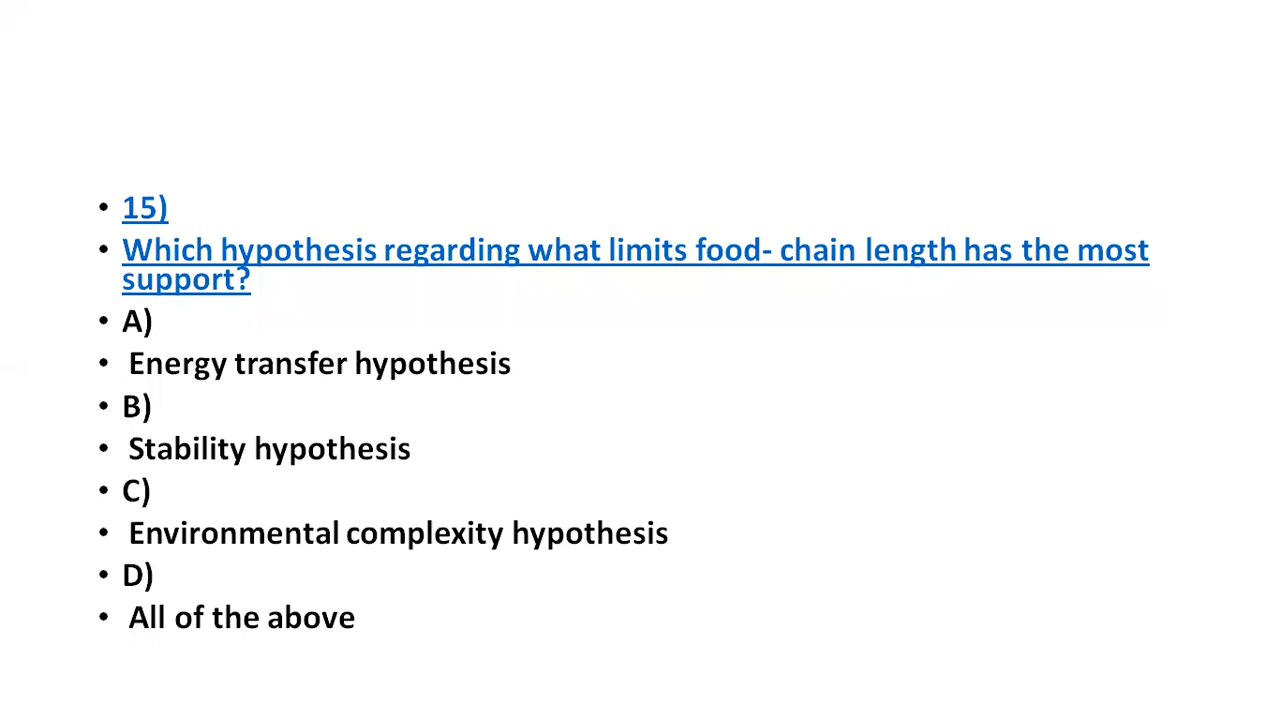 • 15)
• Which hypothesis regarding what limits food- chain length has the most
support?
• A)
• Energy transfer hypothesis
• B)
• Stability hypothesis
• C)
• Environmental complexity hypothesis
• D)
• All of the above